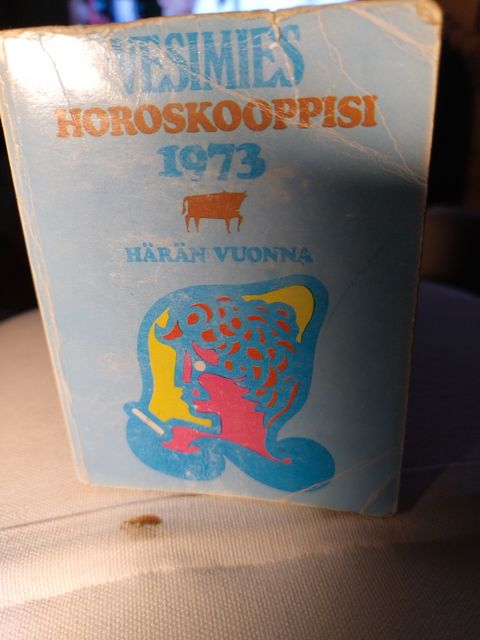 VESIMIES
HOROSKOOPPISI
1973
HÄRÄN VUONNA